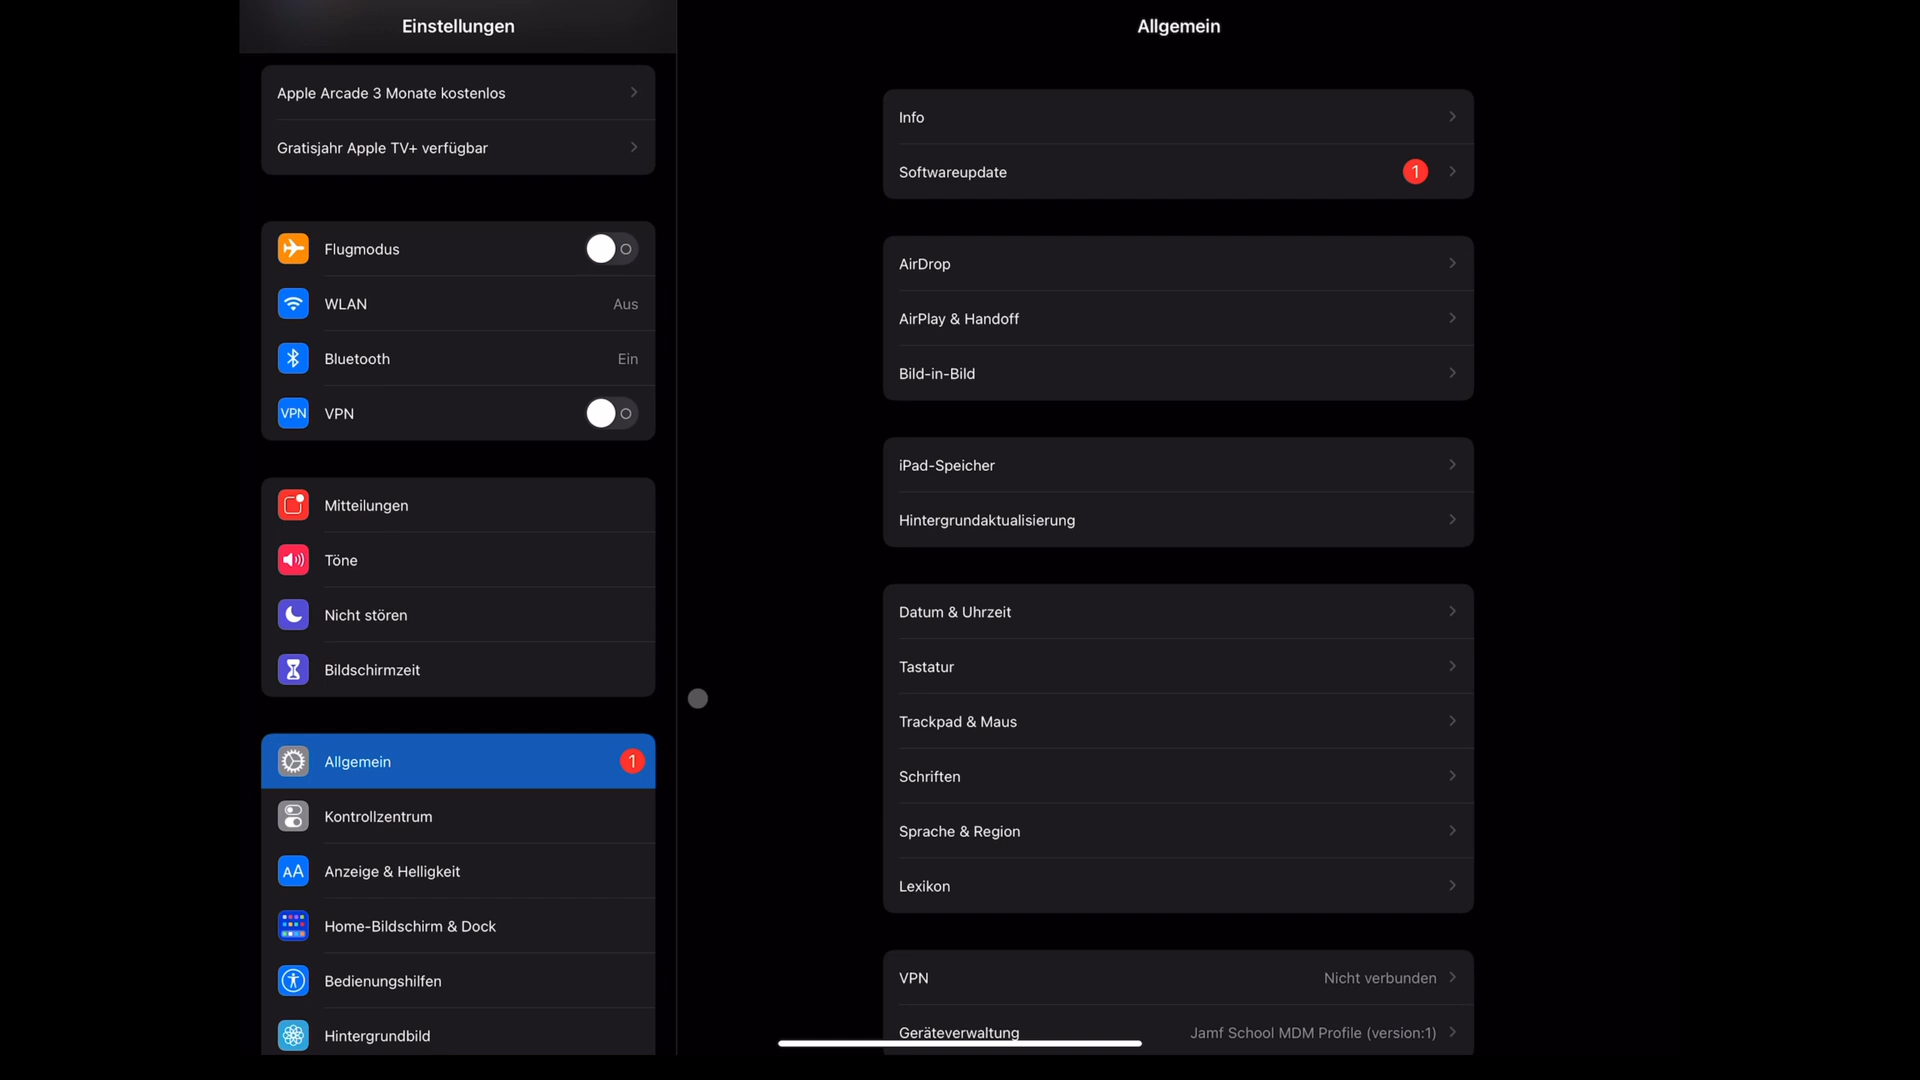 Einstellungen
Apple Arcade 3 Monate kostenlos
Gratisjahr Apple TV+ verfügbar
Flugmodus
WLAN Aus
Bluetooth Ein
VPN VPN
Mitteilungen
Töne
Nicht stören
Bildschirmzeit
Allgemein 1
Kontrollzentrum
AA Anzeige & Helligkeit
Home-Bildschirm & Dock
Bedienungshilfen
Hintergrundbild
Allgemein
Info
Softwareupdate 1
AirDrop
AirPlay & Handoff
Bild-in-Bild
iPad-Speicher
Hintergrundaktualisierung
Datum & Uhrzeit
Tastatur
Trackpad & Maus
Schriften
Sprache & Region
Lexikon
VPN Nicht verbunden
Geräteverwaltung Jamf School MDM Profile (version:1)